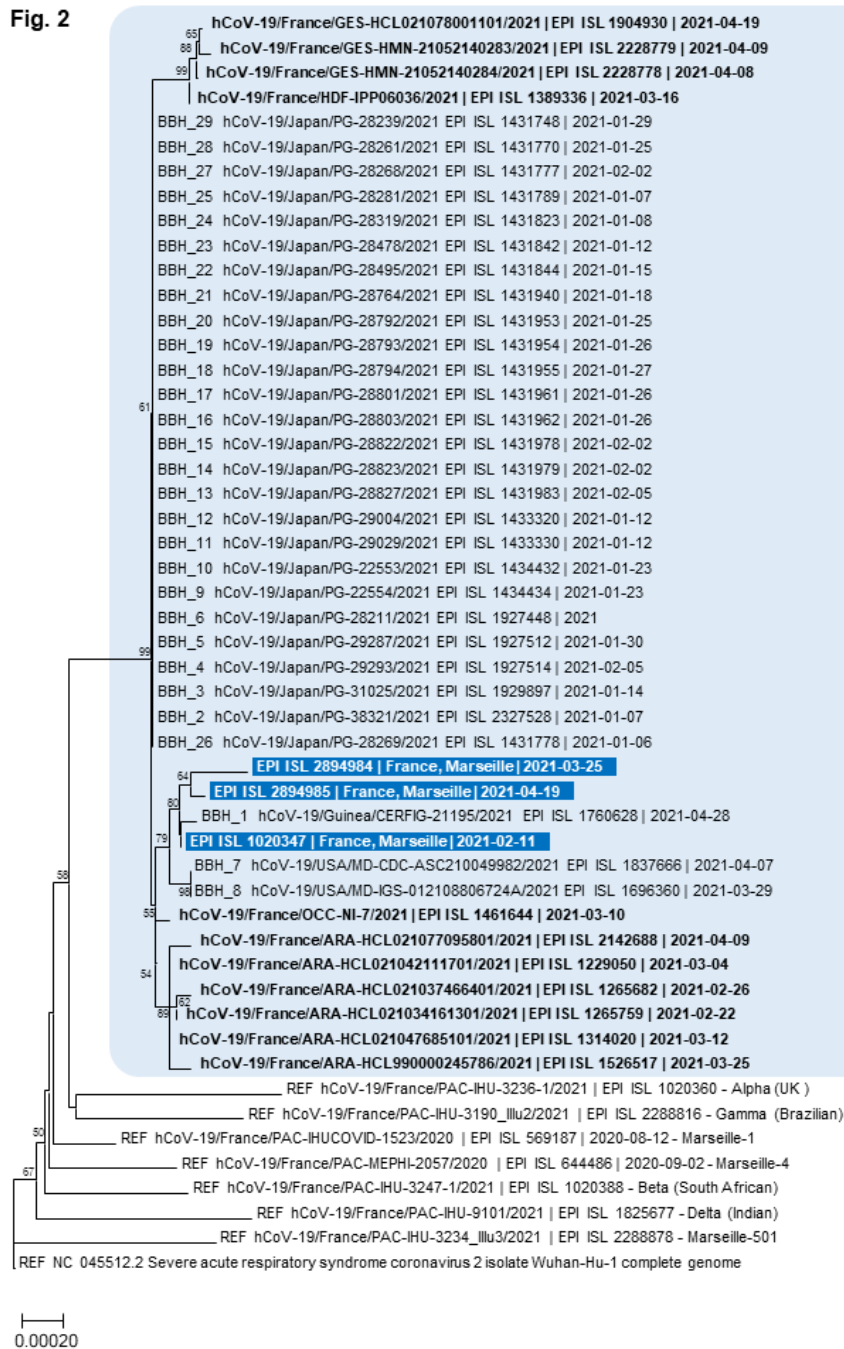 Fig. 2
65
hCoV-19/France/GES-HCL021078001101/2021 | EPI ISL 1904930 | 2021-04-19
88
hCoV-19/France/GES-HMN-21052140283/2021 | EPI ISL 2228779 | 2021-04-09
99
hCoV-19/France/GES-HMN-21052140284/2021 | EPI ISL 2228778 | 2021-04-08
hCoV-19/France/HDF-IPP06036/2021 | EPI ISL 1389336 | 2021-03-16
BBH_29 hCoV-19/Japan/PG-28239/2021 EPI ISL 1431748 | 2021-01-29
BBH_28 hCoV-19/Japan/PG-28261/2021 EPI ISL 1431770 | 2021-01-25
BBH_27 hCoV-19/Japan/PG-28268/2021 EPI ISL 1431777 | 2021-02-02
BBH_25 hCoV-19/Japan/PG-28281/2021 EPI ISL 1431789 | 2021-01-07
BBH_24 hCoV-19/Japan/PG-28319/2021 EPI ISL 1431823 | 2021-01-08
BBH_23 hCoV-19/Japan/PG-28478/2021 EPI ISL 1431842 | 2021-01-12
BBH_22 hCoV-19/Japan/PG-28495/2021 EPI ISL 1431844 | 2021-01-15
BBH_21 hCoV-19/Japan/PG-28764/2021 EPI ISL 1431940 | 2021-01-18
BBH_20 hCoV-19/Japan/PG-28792/2021 EPI ISL 1431953 | 2021-01-25
BBH_19 hCoV-19/Japan/PG-28793/2021 EPI ISL 1431954 | 2021-01-26
BBH_18 hCoV-19/Japan/PG-28794/2021 EPI ISL 1431955 | 2021-01-27
BBH_17 hCoV-19/Japan/PG-28801/2021 EPI ISL 1431961 | 2021-01-26
61
BBH_16 hCoV-19/Japan/PG-28803/2021 EPI ISL 1431962 | 2021-01-26
BBH_15 hCoV-19/Japan/PG-28822/2021 EPI ISL 1431978 | 2021-02-02
BBH_14 hCoV-19/Japan/PG-28823/2021 EPI ISL 1431979 | 2021-02-02
BBH_13 hCoV-19/Japan/PG-28827/2021 EPI ISL 1431983 | 2021-02-05
BBH_12 hCoV-19/Japan/PG-29004/2021 EPI ISL 1433320 | 2021-01-12
BBH_11 hCoV-19/Japan/PG-29029/2021 EPI ISL 1433330 | 2021-01-12
BBH_10 hCoV-19/Japan/PG-22553/2021 EPI ISL 1434432 | 2021-01-23
BBH_9 hCoV-19/Japan/PG-22554/2021 EPI ISL 1434434 | 2021-01-23
BBH_6 hCoV-19/Japan/PG-28211/2021 EPI ISL 1927448 | 2021
BBH_5 hCoV-19/Japan/PG-29287/2021 EPI ISL 1927512 | 2021-01-30
99
BBH_4 hCoV-19/Japan/PG-29293/2021 EPI ISL 1927514 | 2021-02-05
BBH_3 hCoV-19/Japan/PG-31025/2021 EPI ISL 1929897 | 2021-01-14
BBH_2 hCoV-19/Japan/PG-38321/2021 EPI ISL 2327528 | 2021-01-07
BBH_26 hCoV-19/Japan/PG-28269/2021 EPI ISL 1431778 | 2021-01-06
EPI ISL 2894984 | France, Marseille | 2021-03-25
64
EPI ISL 2894985 | France, Marseille | 2021-04-19
80
BBH_1 hCoV-19/Guinea/CERFIG-21195/2021 EPI ISL 1760628 | 2021-04-28
79
EPI ISL 1020347 | France, Marseille | 2021-02-11
BBH_7 hCoV-19/USA/MD-CDC-ASC210049982/2021 EPI ISL 1837666 | 2021-04-07
58
98
BBH_8 hCoV-19/USA/MD-IGS-012108806724A/2021 EPI ISL 1696360 | 2021-03-29
55
hCoV-19/France/OCC-NI-7/2021 | EPI ISL 1461644 | 2021-03-10
hCoV-19/France/ARA-HCL021077095801/2021 | EPI ISL 2142688 | 2021-04-09
54
hCoV-19/France/ARA-HCL021042111701/2021 | EPI ISL 1229050 | 2021-03-04
hCoV-19/France/ARA-HCL021037466401/2021 | EPI ISL 1265682 | 2021-02-26
62
89
hCoV-19/France/ARA-HCL021034161301/2021 | EPI ISL 1265759 | 2021-02-22
hCoV-19/France/ARA-HCL021047685101/2021 | EPI ISL 1314020 | 2021-03-12
hCoV-19/France/ARA-HCL990000245786/2021 | EPI ISL 1526517 | 2021-03-25
REF hCoV-19/France/PAC-IHU-3236-1/2021 | EPI ISL 1020360 - Alpha (UK )
REF hCoV-19/France/PAC-IHU-3190_Illu2/2021 | EPI ISL 2288816 - Gamma (Brazilian)
50
REF hCoV-19/France/PAC-IHUCOVID-1523/2020 | EPI ISL 569187 | 2020-08-12 - Marseille-1
67
REF hCoV-19/France/PAC-MEPHI-2057/2020 | EPI ISL 644486 | 2020-09-02 - Marseille-4
REF hCoV-19/France/PAC-IHU-3247-1/2021 | EPI ISL 1020388 - Beta (South African)
REF hCoV-19/France/PAC-IHU-9101/2021 | EPI ISL 1825677 - Delta (Indian)
REF hCoV-19/France/PAC-IHU-3234_Illu3/2021 | EPI ISL 2288878 - Marseille-501
REF NC 045512.2 Severe acute respiratory syndrome coronavirus 2 isolate Wuhan-Hu-1 complete genome
0.00020